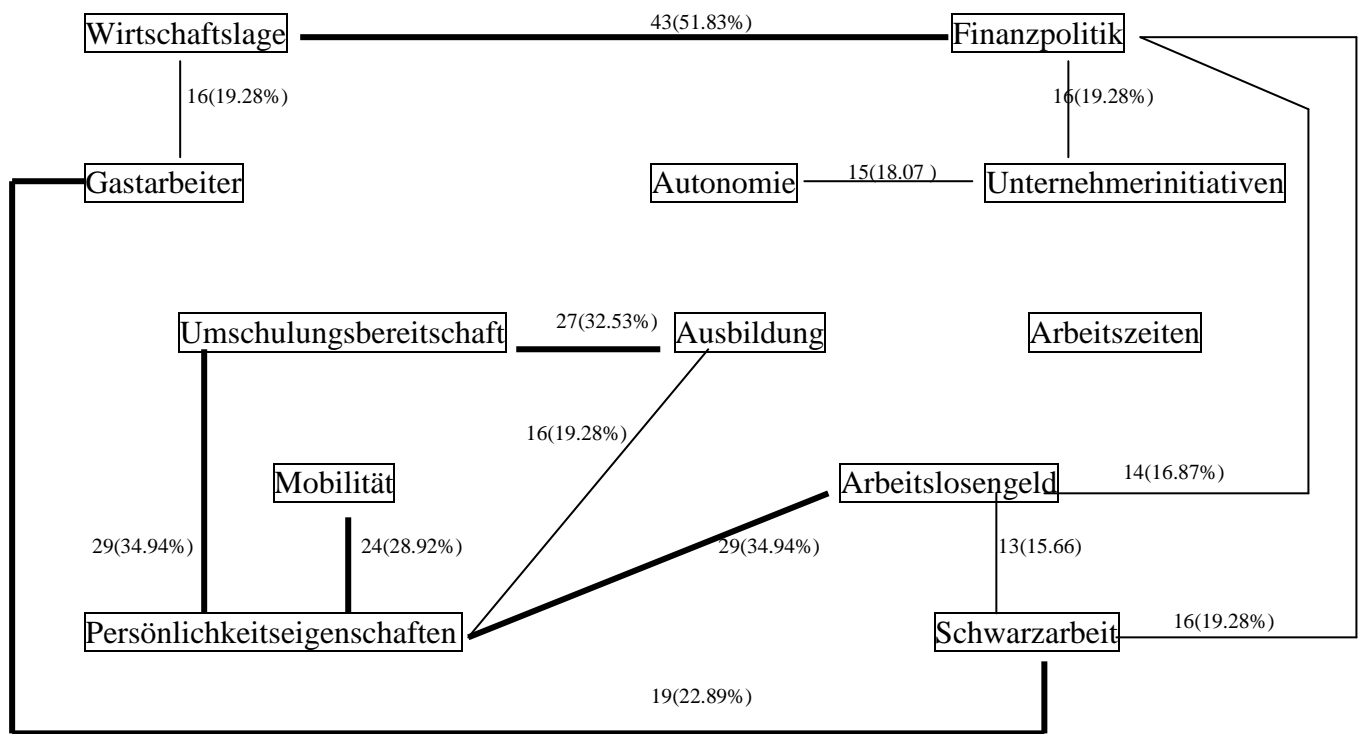 43(51.83%)
Wirtschaftslage
Finanzpolitik
16(19.28%)
16(19.28%)
Gastarbeiter
Autonomie
15(18.07 )
Unternehmerinitiativen
Umschulungsbereitschaft
27(32.53%)
Ausbildung
Arbeitszeiten
16(19.28%)
Mobilität
Arbeitslosengeld
14(16.87%)
29(34.94%)
24(28.92%)
29(34.94%)
13(15.66)
Persönlichkeitseigenschaften
Schwarzarbeit
16(19.28%)
19(22.89%)